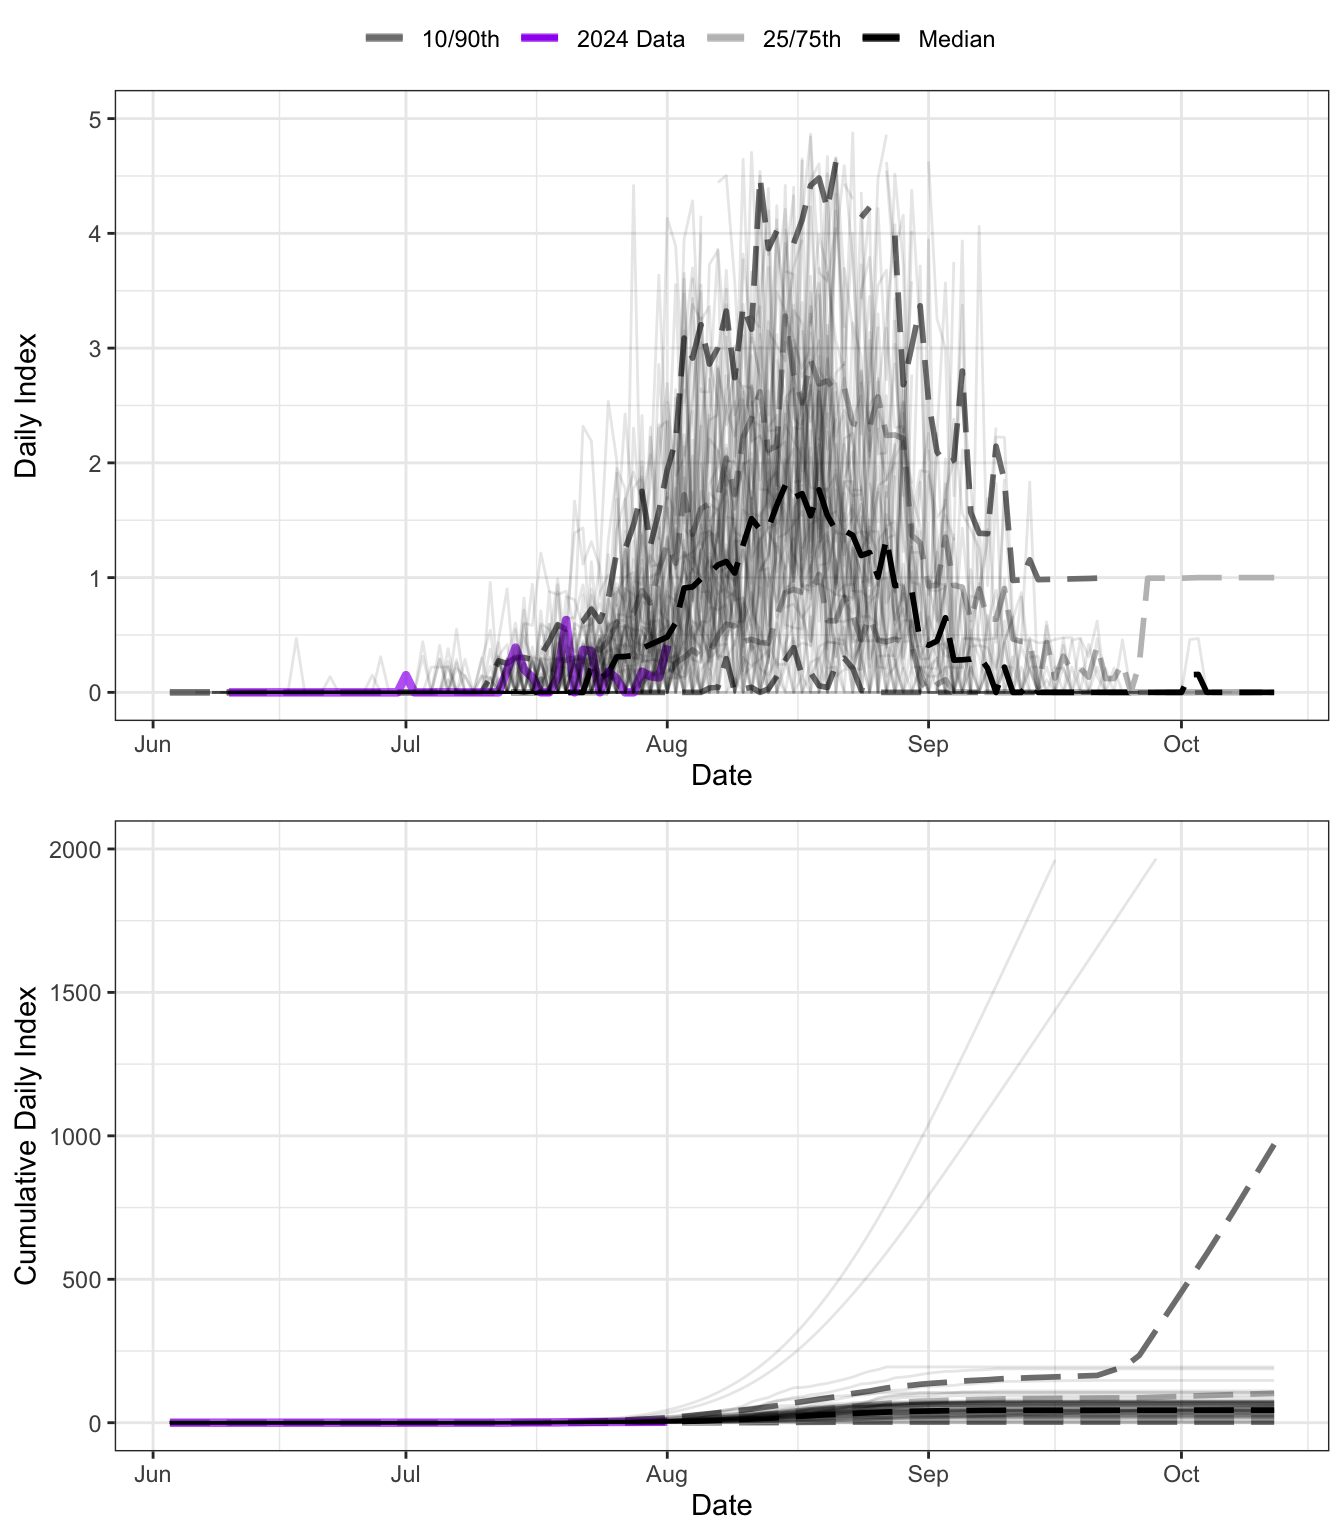 10/90th 2024 Data 25/75th Median
5
4
3
2
1
0
Daily Index
Jun Jul Aug Sep Oct
Date
2000
1500
1000
500
0
Cumulative Daily Index
Jun Jul Aug Sep Oct
Date